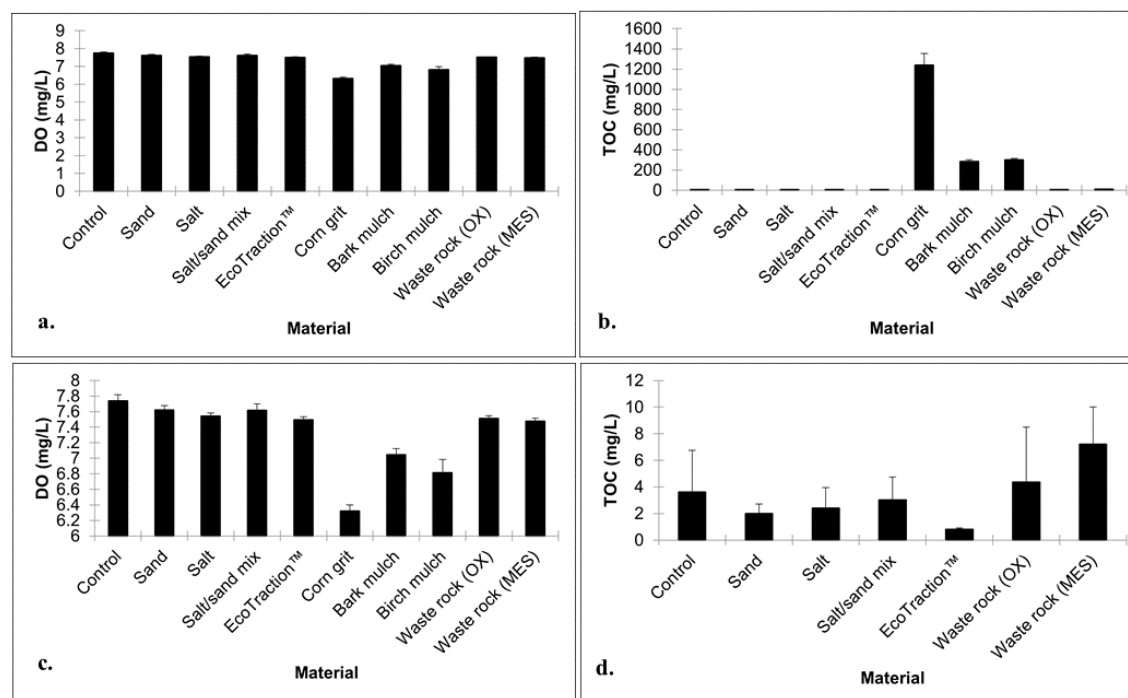 DO (mg/L)
9
8
7
6
5
4
3
2
1
0
Control
Sand
Salt
Salt/sand mix
EcoTraction™
Corn grit
Bark mulch
Birch mulch
Waste rock (OX)
Waste rock (MES)
Material
a.
TOC (mg/L)
1600
1400
1200
1000
800
600
400
200
0
Control
Sand
Salt
Salt/sand mix
EcoTraction™
Corn grit
Bark mulch
Birch mulch
Waste rock (OX)
Waste rock (MES)
Material
b.
DO (mg/L)
8
7.8
7.6
7.4
7.2
7
6.8
6.6
6.4
6.2
6
Control
Sand
Salt
Salt/sand mix
EcoTraction™
Corn grit
Bark mulch
Birch mulch
Waste rock (OX)
Waste rock (MES)
Material
c.
TOC (mg/L)
12
10
8
6
4
2
0
Control
Sand
Salt
Salt/sand mix
EcoTraction™
Waste rock (OX)
Waste rock (MES)
Material
d.